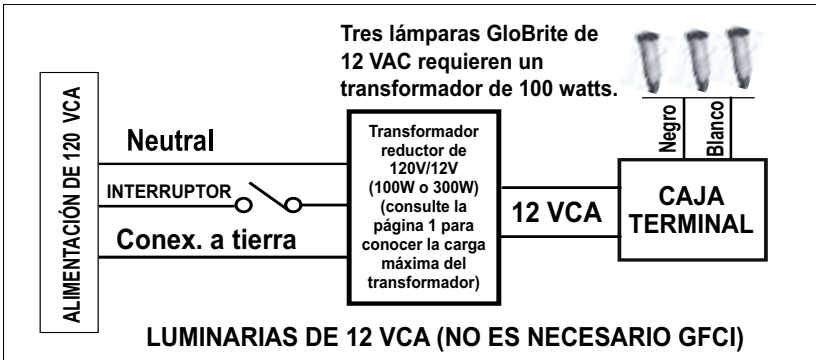 Tres lámparas GloBrite de
12 VAC requieren un
transformador de 100 watts.
ALIMENTACIÓN DE 120 VCA
Neutral
INTERRUPTOR
Conex. a tierra
Transformador
reductor de
120V/12V
(100W o 300W)
(consulte la
página 1 para
conocer la carga
máxima del
transformador)
12 VCA
Negro
Blanco
CAJA
TERMINAL
LUMINARIAS DE 12 VCA (NO ES NECESARIO GFCI)